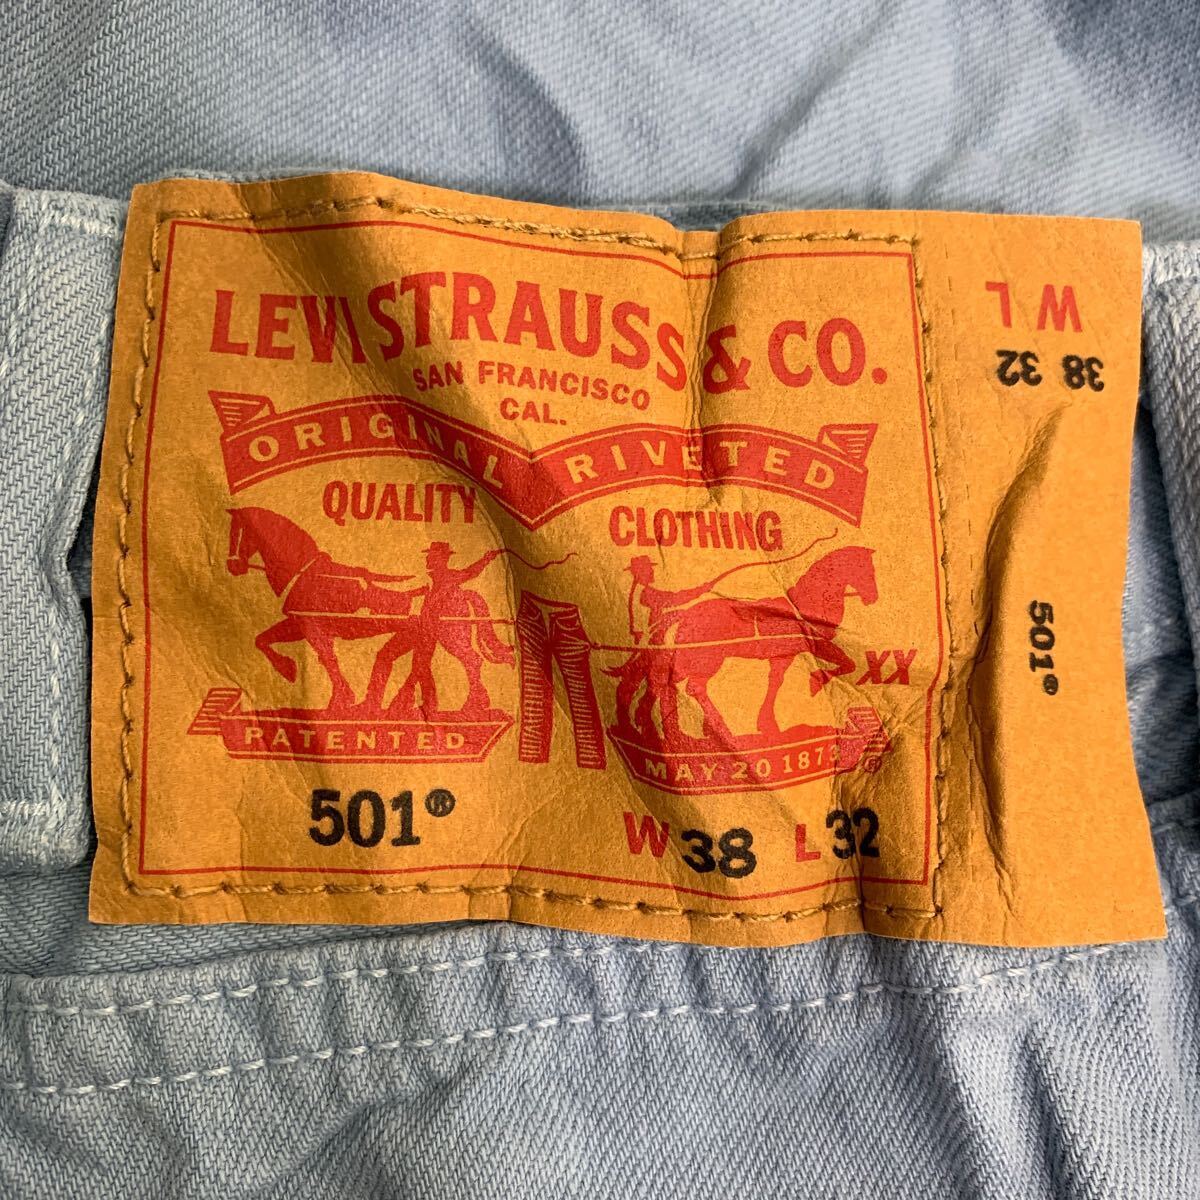 LEVI STRAUSS & CO.
SAN FRANCISCO
CAL.
ORIGINAL RIVETED
QUALITY CLOTHING
XX
PATENTED
MAY 20 1873
®
501®
W 38 L 32
W L
38 32
501®